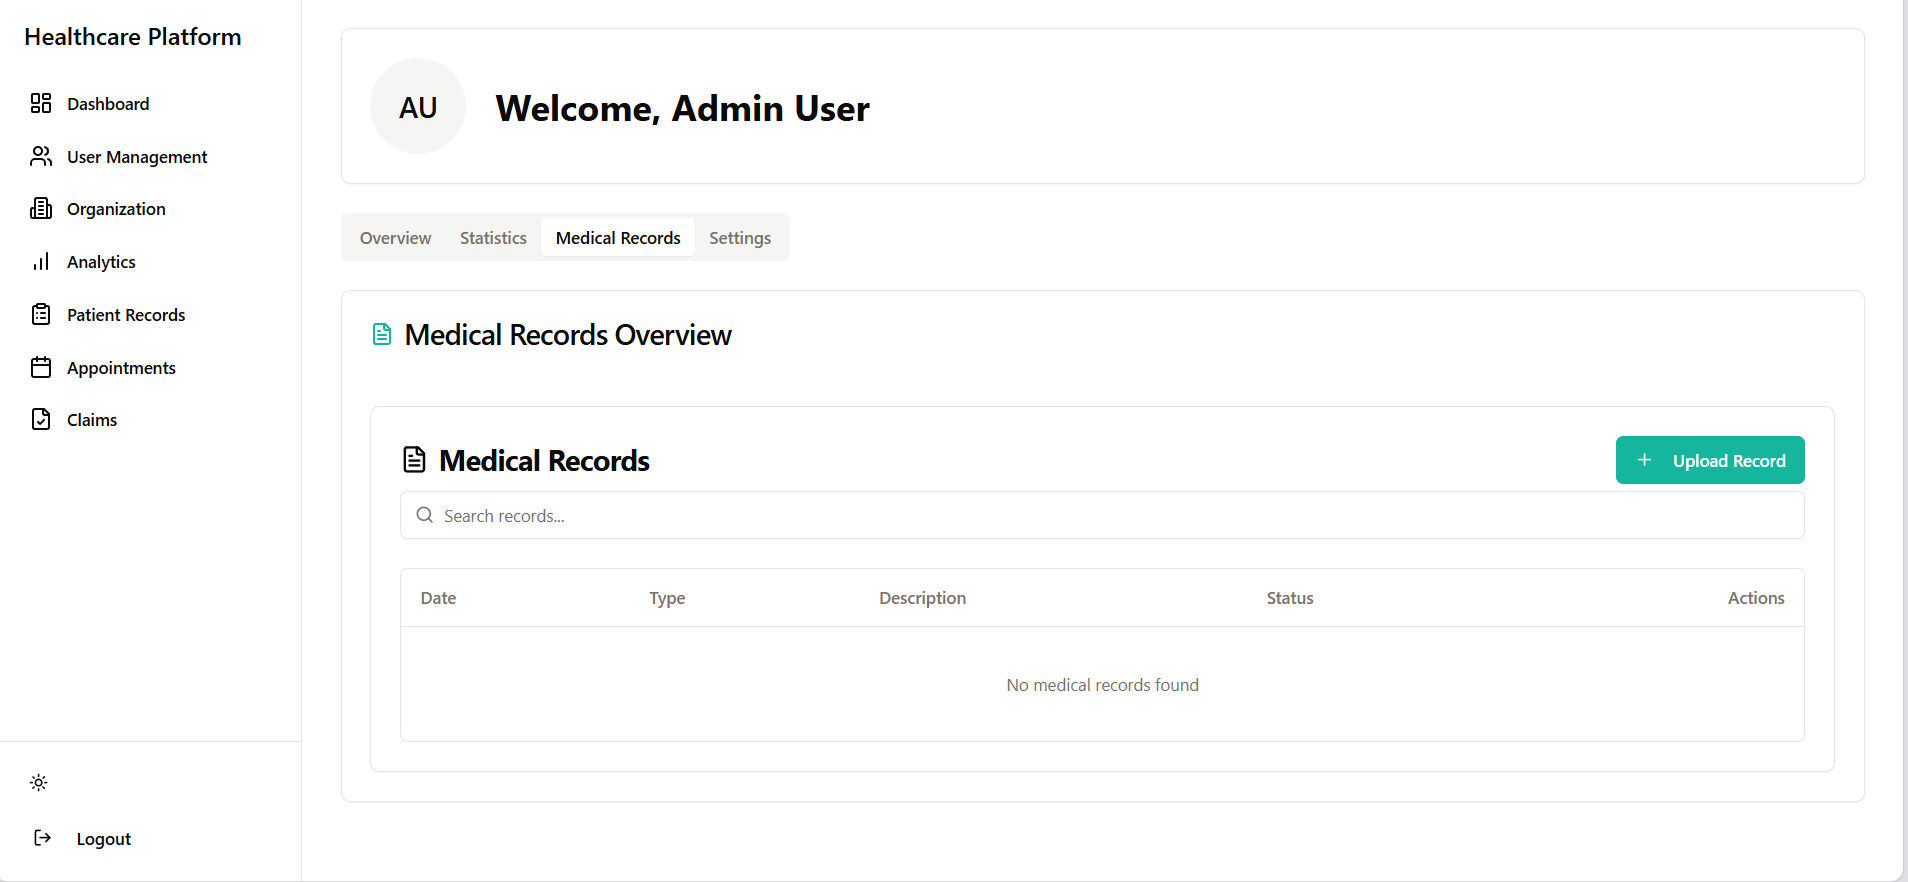 Healthcare Platform
Dashboard
User Management
Organization
Analytics
Patient Records
Appointments
Claims
Logout
AU
Welcome, Admin User
Overview
Statistics
Medical Records
Settings
Medical Records Overview
Medical Records
+ Upload Record
Search records...
Date Type Description Status Actions
No medical records found